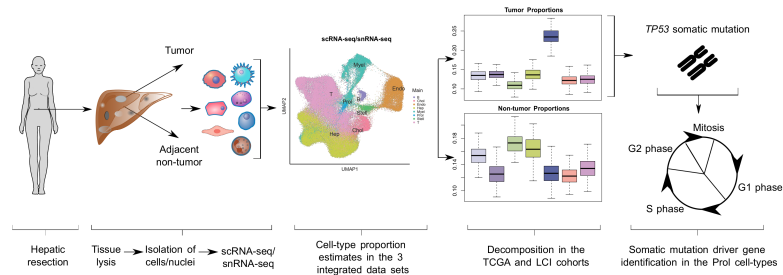 Tumor
Adjacent
non-tumor
scRNA-seq/snRNA-seq
UMAP2
UMAP1
Myel
Endo
T
Prol
B
Chol
Hep
Main
B
Chol
Endo
Hep
T
Tumor Proportions
0.25
0.20
0.15
0.10
Non-tumor Proportions
0.18
0.14
0.10
TP53 somatic mutation
Mitosis
G2 phase
G1 phase
S phase
Hepatic
resection
Tissue
lysis
Isolation of
cells/nuclei
scRNA-seq/
snRNA-seq
Cell-type proportion
estimates in the 3
integrated data sets
Decomposition in the
TCGA and LCI cohorts
Somatic mutation driver gene
identification in the Prol cell-types